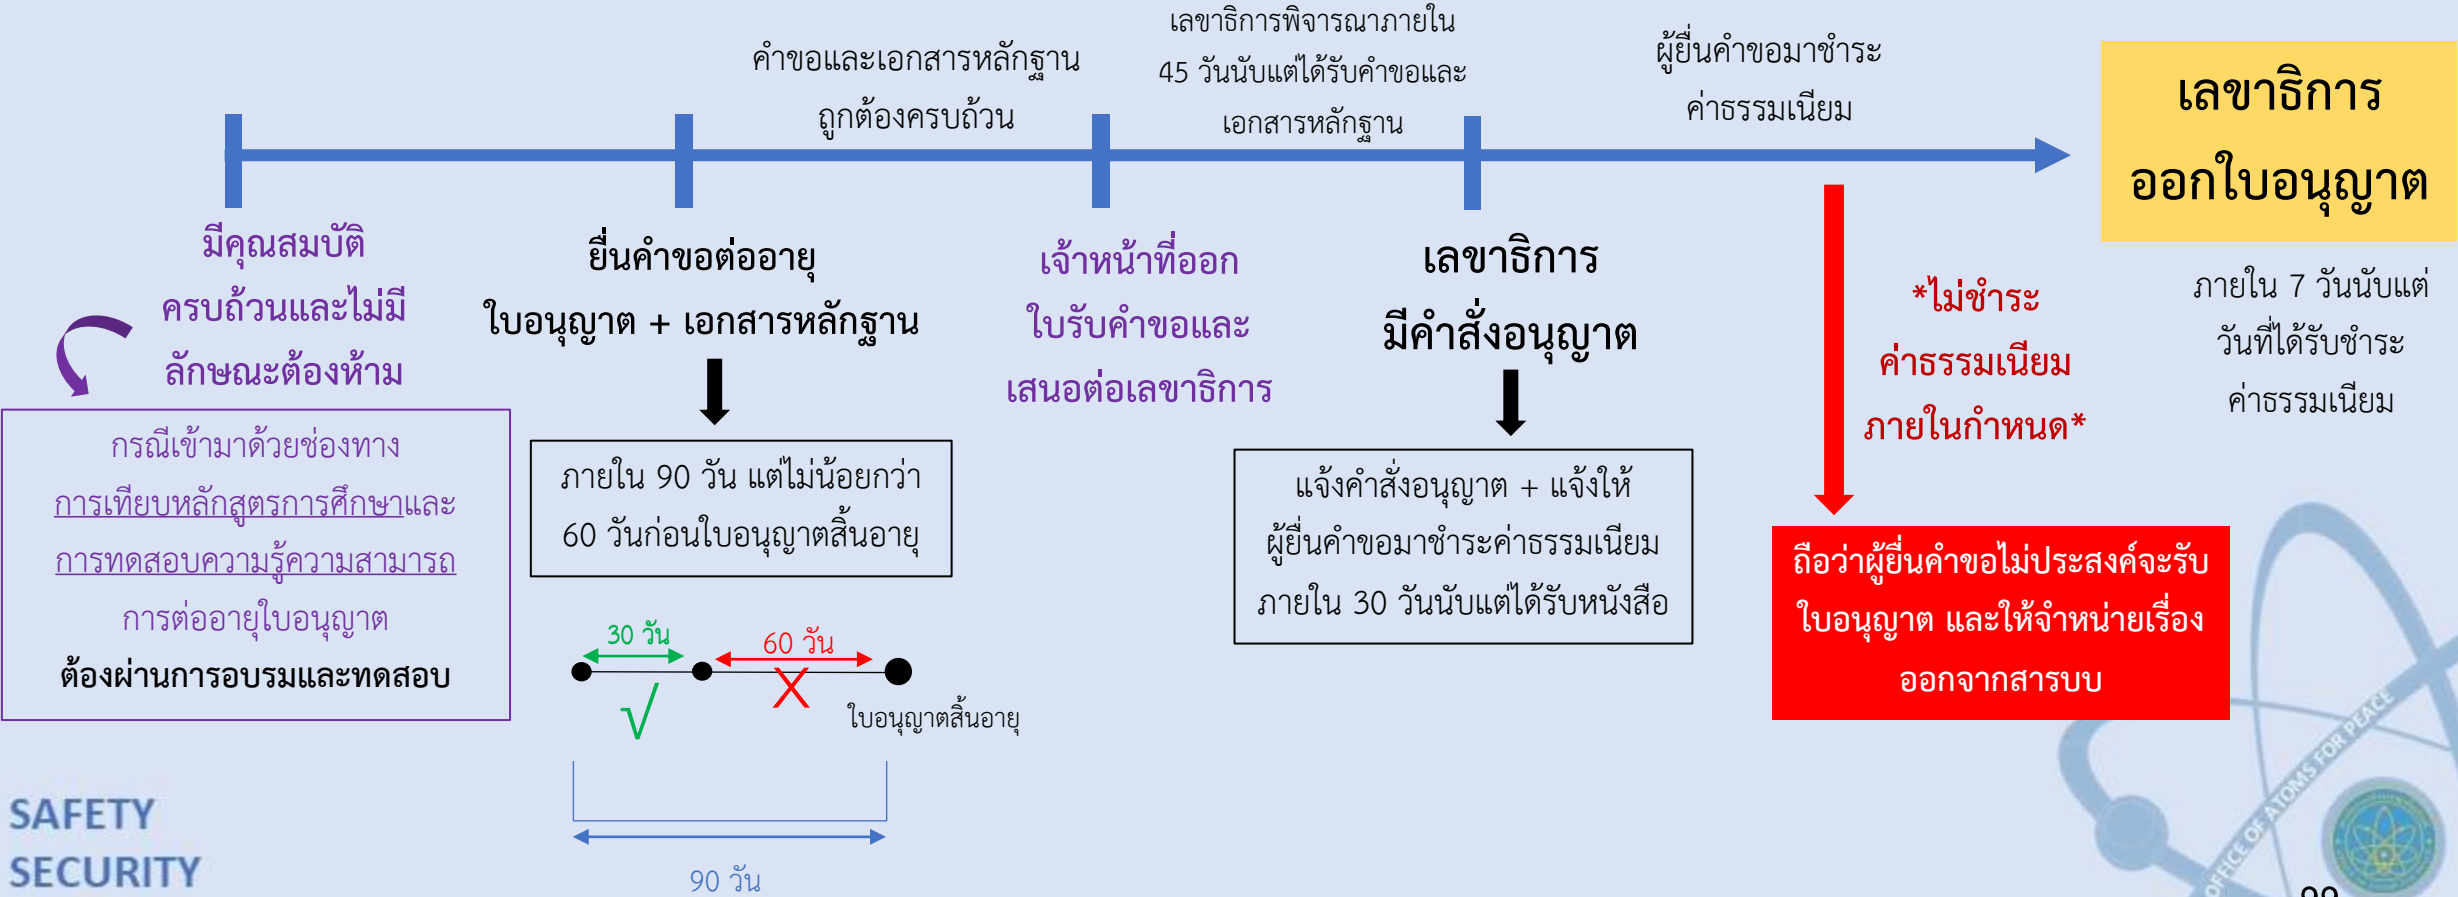 คำขอและเอกสารหลักฐาน
ถูกต้องครบถ้วน
เลขาธิการพิจารณาภายใน
45 วันนับแต่ได้รับคำขอและ
เอกสารหลักฐาน
ผู้ยื่นคำขอมาชำระ
ค่าธรรมเนียม
เลขาธิการ
ออกใบอนุญาต
มีคุณสมบัติ
ครบถ้วนและไม่มี
ลักษณะต้องห้าม
ยื่นคำขอต่ออายุ
ใบอนุญาต + เอกสารหลักฐาน
เจ้าหน้าที่ออก
ใบรับคำขอและ
เสนอต่อเลขาธิการ
เลขาธิการ
มีคำสั่งอนุญาต
*ไม่ชำระ
ค่าธรรมเนียม
ภายในกำหนด*
ภายใน 7 วันนับแต่
วันที่ได้รับชำระ
ค่าธรรมเนียม
กรณีเข้ามาด้วยช่องทาง
การเทียบหลักสูตรการศึกษาและ
การทดสอบความรู้ความสามารถ
การต่ออายุใบอนุญาต
ต้องผ่านการอบรมและทดสอบ
ภายใน 90 วัน แต่ไม่น้อยกว่า
60 วันก่อนใบอนุญาตสิ้นอายุ
แจ้งคำสั่งอนุญาต + แจ้งให้
ผู้ยื่นคำขอมาชำระค่าธรรมเนียม
ภายใน 30 วันนับแต่ได้รับหนังสือ
ถือว่าผู้ยื่นคำขอไม่ประสงค์จะรับ
ใบอนุญาต และให้จำหน่ายเรื่อง
ออกจากสารบบ
30 วัน
60 วัน
√
X
ใบอนุญาตสิ้นอายุ
90 วัน
SAFETY
SECURITY
OFFICE OF ATOMS FOR PEACE